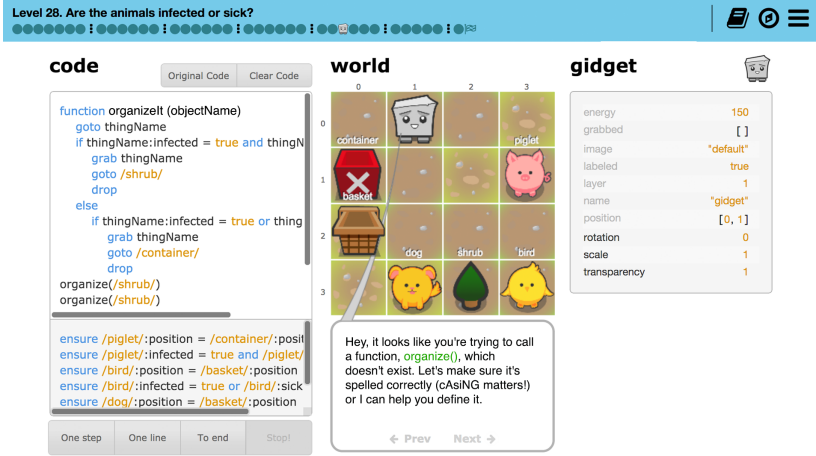 Level 28. Are the animals infected or sick?
code
Original Code
Clear Code
function organizeIt (objectName)
goto thingName
if thingName:infected = true and thingN
grab thingName
goto /shrub/
drop
else
if thingName:infected = true or thing
grab thingName
goto /container/
drop
organize(/shrub/)
organize(/shrub/)
ensure /piglet/:position = /container/:posit
ensure /piglet/:infected = true and /piglet/
ensure /bird/:position = /basket/:position
ensure /bird/:infected = true or /bird/:sick
ensure /dog/:position = /basket/:position
One step
One line
To end
Stop!
world
0 1 2 3
0
container
piglet
1
basket
2
dog
shrub
bird
3
Hey, it looks like you're trying to call
a function, organize(), which
doesn't exist. Let's make sure it's
spelled correctly (cAsiNG matters!)
or I can help you define it.
← Prev
Next →
gidget
energy 150
grabbed [ ]
image "default"
labeled true
layer 1
name "gidget"
position [0, 1]
rotation 0
scale 1
transparency 1